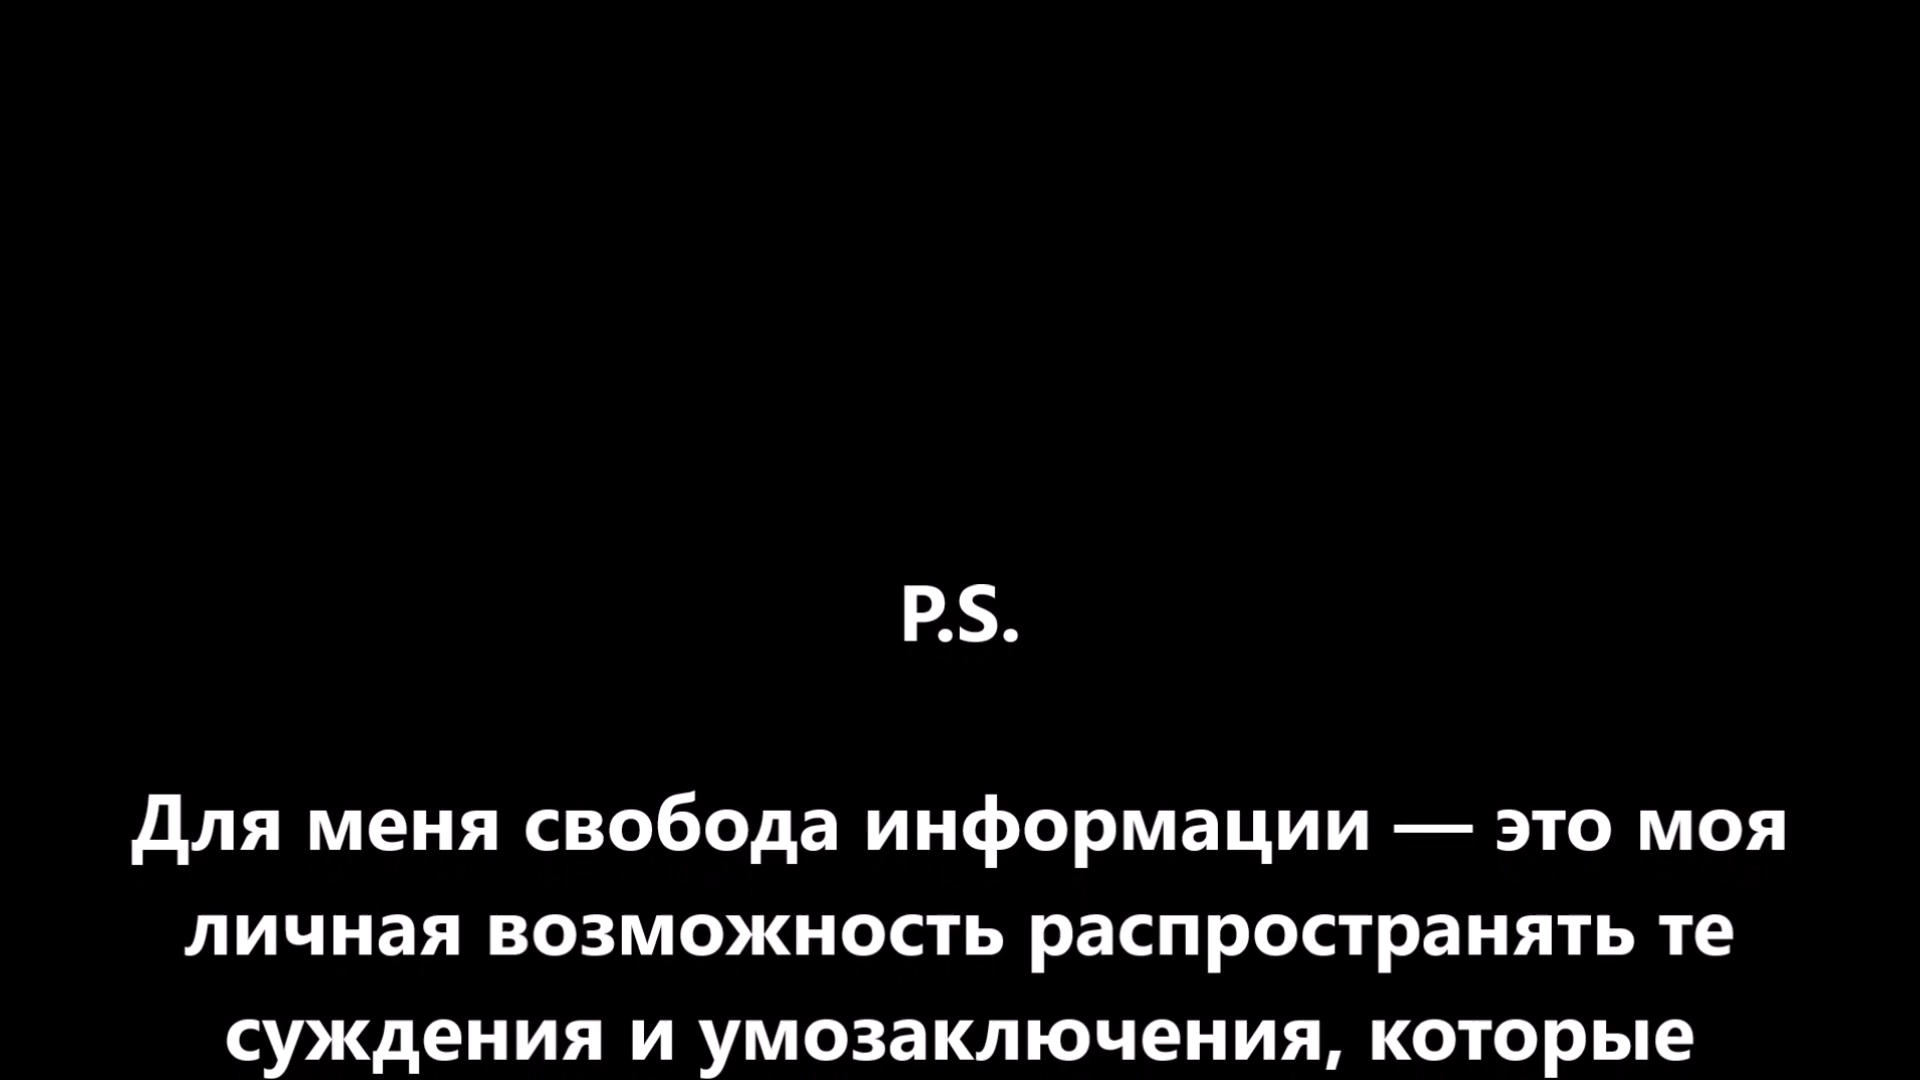 P.S.
Для меня свобода информации — это моя
личная возможность распространять те
суждения и умозаключения, которые